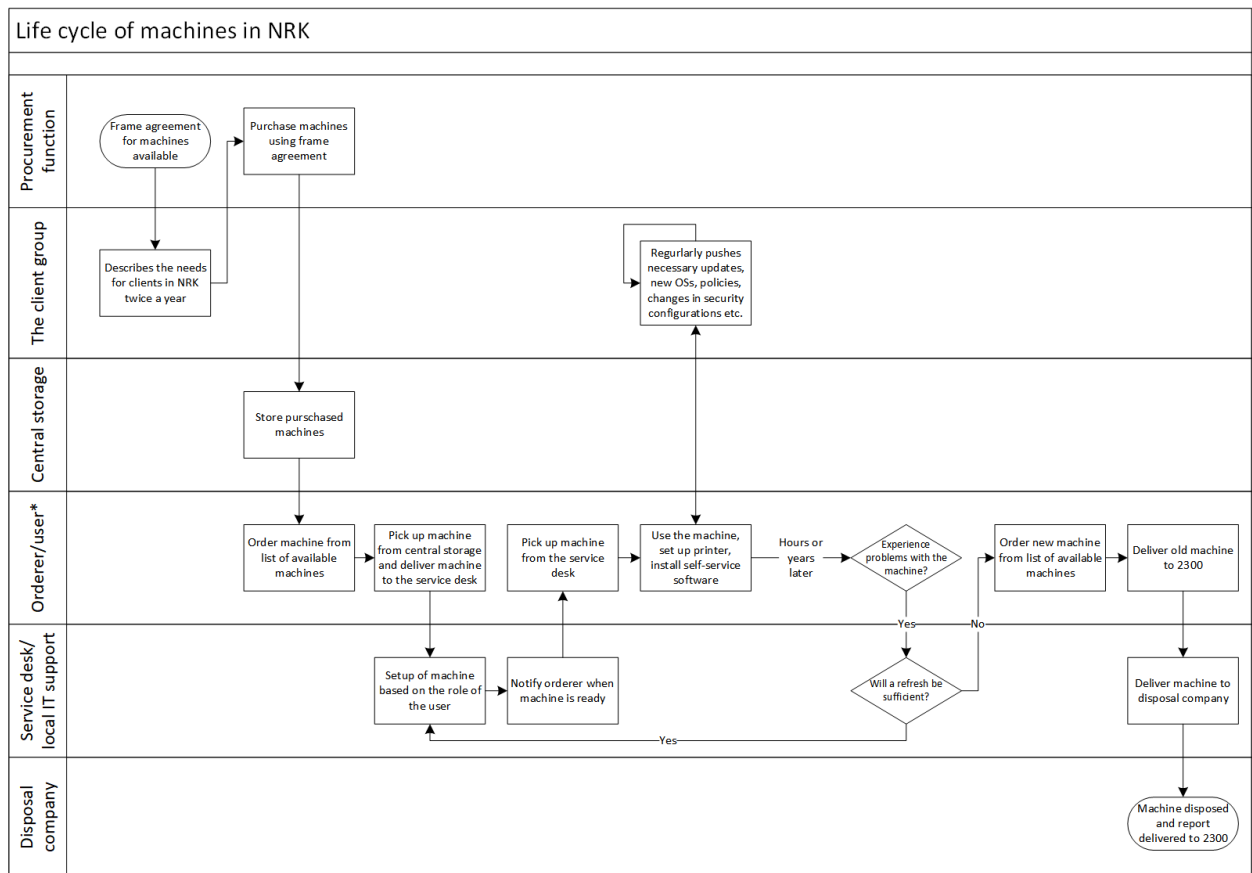 Life cycle of machines in NRK
Procurement
function
Frame agreement
for machines
available
Purchase machines
using frame
agreement
The client group
Describes the needs
for clients in NRK
twice a year
Regurlarly pushes
necessary updates,
new OSs, policies,
changes in security
configurations etc.
Central storage
Store purschased
machines
Orderer/user*
Order machine from
list of available
machines
Pick up machine
from central storage
and deliver machine
to the service desk
Pick up machine
from the service
desk
Use the machine,
set up printer,
install self-service
software
Hours or
years
later
Experience
problems with the
machine?
Order new machine
from list of available
machines
Deliver old machine
to 2300
Yes
No
Service desk/
local IT support
Setup of machine
based on the role of
the user
Notify orderer when
machine is ready
Will a refresh be
sufficient?
Deliver machine to
disposal company
Yes
Disposal
company
Machine disposed
and report
delivered to 2300